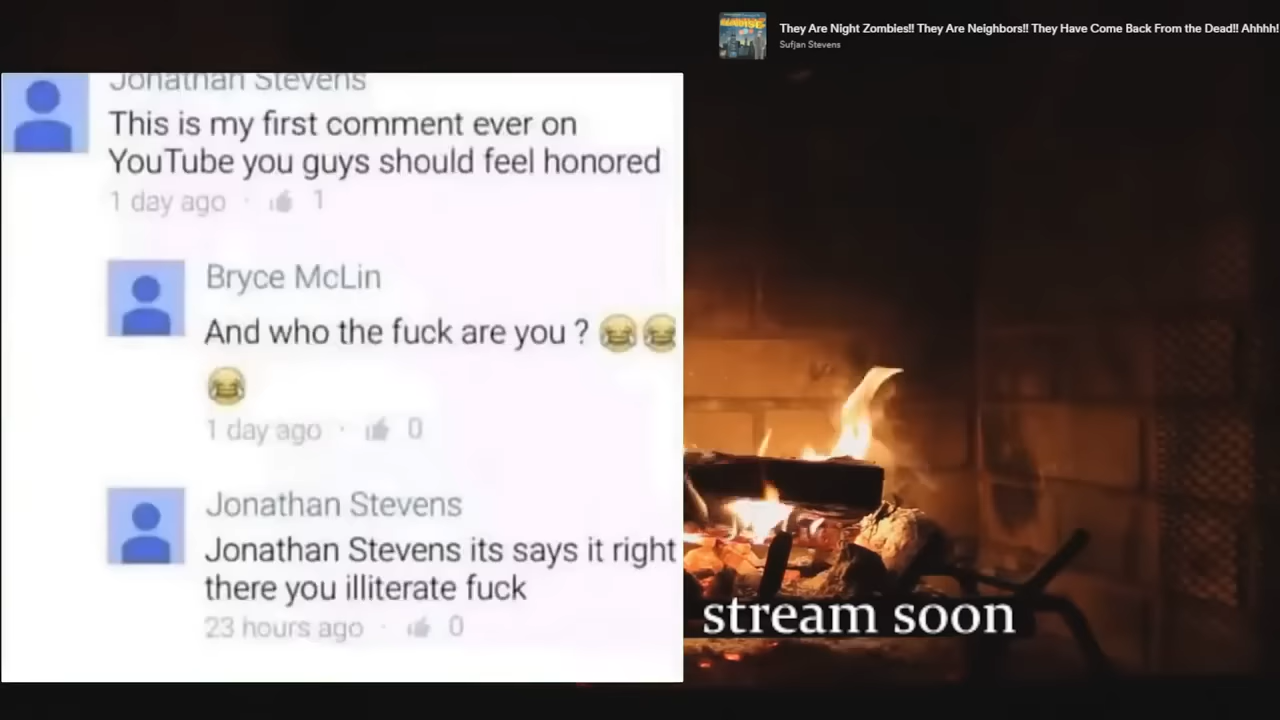 They Are Night Zombies!! They Are Neighbors!! They Have Come Back From the Dead!! Ahhhh!
Sufjan Stevens
Jonathan Stevens
This is my first comment ever on
YouTube you guys should feel honored
1 day ago · 1
Bryce McLin
And who the fuck are you ? 😂😂
😂
1 day ago · 0
Jonathan Stevens
Jonathan Stevens its says it right
there you illiterate fuck
23 hours ago · 0
stream soon